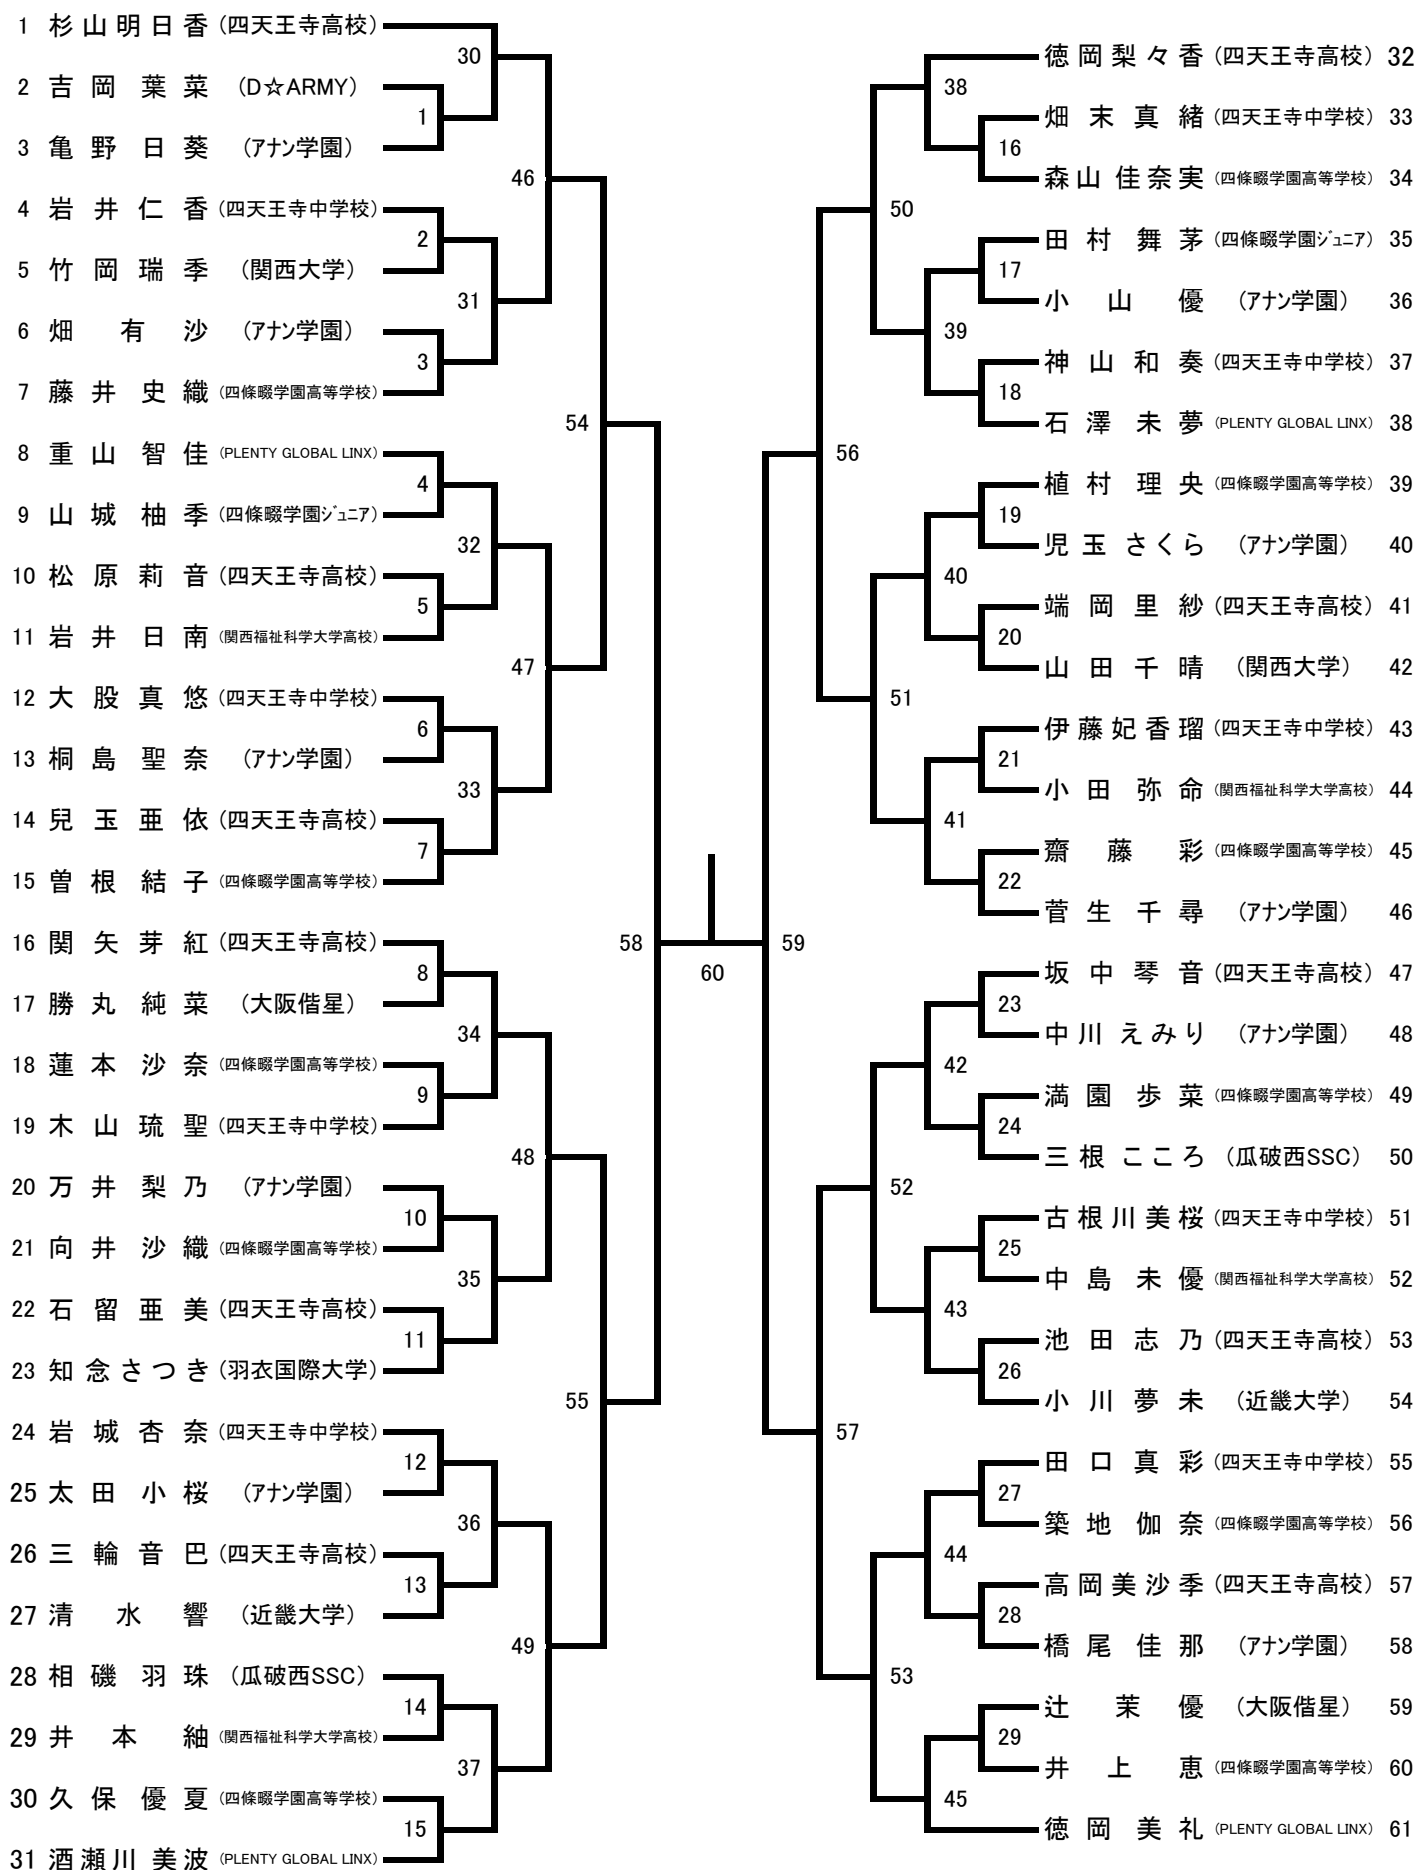 1 杉山明日香 (四天王寺高校)
2 吉岡葉菜 (D☆ARMY)
3 亀野日葵 (アナン学園)
4 岩井仁香 (四天王寺中学校)
5 竹岡瑞季 (関西大学)
6 畑有沙 (アナン学園)
7 藤井史織 (四條畷学園高等学校)
8 重山智佳 (PLENTY GLOBAL LINX)
9 山城柚季 (四條畷学園ジュニア)
10 松原莉音 (四天王寺高校)
11 岩井日南 (関西福祉科学大学高校)
12 大股真悠 (四天王寺中学校)
13 桐島聖奈 (アナン学園)
14 兒玉亜依 (四天王寺高校)
15 曽根結子 (四條畷学園高等学校)
16 関矢芽紅 (四天王寺高校)
17 勝丸純菜 (大阪偕星)
18 蓮本沙奈 (四條畷学園高等学校)
19 木山琉聖 (四天王寺中学校)
20 万井梨乃 (アナン学園)
21 向井沙織 (四條畷学園高等学校)
22 石留亜美 (四天王寺高校)
23 知念さつき (羽衣国際大学)
24 岩城杏奈 (四天王寺中学校)
25 太田小桜 (アナン学園)
26 三輪音巴 (四天王寺高校)
27 清水響 (近畿大学)
28 相磯羽珠 (瓜破西SSC)
29 井本紬 (関西福祉科学大学高校)
30 久保優夏 (四條畷学園高等学校)
31 酒瀬川美波 (PLENTY GLOBAL LINX)
1
2
3
4
5
6
7
8
9
10
11
12
13
14
15
30
31
32
33
34
35
36
37
46
47
48
49
54
55
58
60
59
56
57
50
51
52
53
38
39
40
41
42
43
44
45
16
17
18
19
20
21
22
23
24
25
26
27
28
29
徳岡梨々香 (四天王寺高校) 32
畑末真緒 (四天王寺中学校) 33
森山佳奈実 (四條畷学園高等学校) 34
田村舞茅 (四條畷学園ジュニア) 35
小山優 (アナン学園) 36
神山和奏 (四天王寺中学校) 37
石澤未夢 (PLENTY GLOBAL LINX) 38
植村理央 (四條畷学園高等学校) 39
児玉さくら (アナン学園) 40
端岡里紗 (四天王寺高校) 41
山田千晴 (関西大学) 42
伊藤妃香瑠 (四天王寺中学校) 43
小田弥命 (関西福祉科学大学高校) 44
齋藤彩 (四條畷学園高等学校) 45
菅生千尋 (アナン学園) 46
坂中琴音 (四天王寺高校) 47
中川えみり (アナン学園) 48
満園歩菜 (四條畷学園高等学校) 49
三根こころ (瓜破西SSC) 50
古根川美桜 (四天王寺中学校) 51
中島未優 (関西福祉科学大学高校) 52
池田志乃 (四天王寺高校) 53
小川夢未 (近畿大学) 54
田口真彩 (四天王寺中学校) 55
築地伽奈 (四條畷学園高等学校) 56
高岡美沙季 (四天王寺高校) 57
橋尾佳那 (アナン学園) 58
辻茉優 (大阪偕星) 59
井上恵 (四條畷学園高等学校) 60
徳岡美礼 (PLENTY GLOBAL LINX) 61